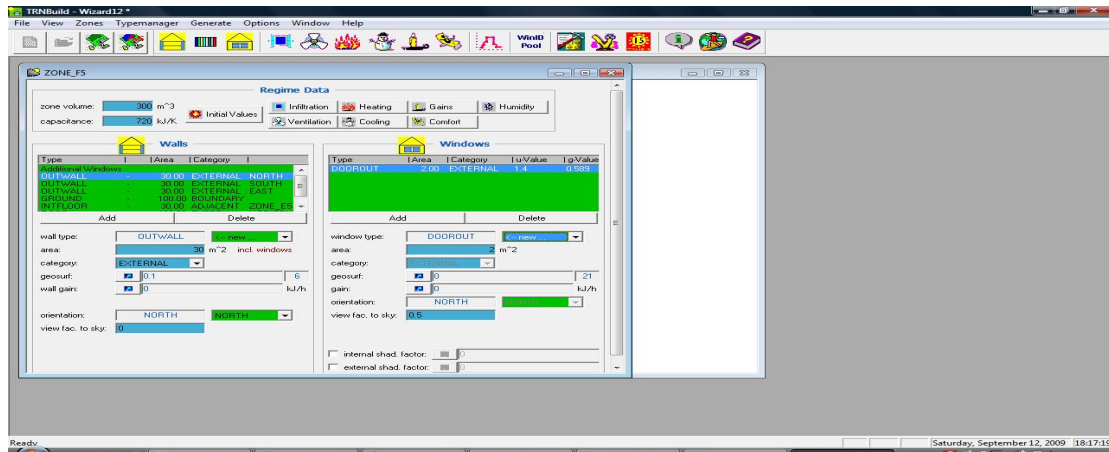 TRNBuild - Wizard12 *
File View Zones Typemanager Generate Options Window Help
WinID Pool
ZONE_F5
Regime Data
zone volume: 300 m^3 Initial Values Infiltration Heating Gains Humidity
capacitance: 720 kJ/K Ventilation Cooling Comfort
Walls Windows
Type Area Category Type Area Category u-Value g-Value
Additional Windows DOOROUT 2.00 EXTERNAL 1.4 0.589
OUTWALL - 30.00 EXTERNAL NORTH
OUTWALL - 30.00 EXTERNAL SOUTH
OUTWALL - 30.00 EXTERNAL EAST
GROUND - 100.00 BOUNDARY
INTFLOOR - 30.00 ADJACENT ZONE_E5
Add Delete Add Delete
wall type: OUTWALL <-- new ... window type: DOOROUT <-- new ...
area: 30 m^2 incl. windows area: 2 m^2
category: EXTERNAL category: EXTERNAL
geosurf: 0.1 6 geosurf: 0 21
wall gain: 0 kJ/h gain: 0 kJ/h
orientation: NORTH
orientation: NORTH NORTH view fac. to sky: 0.5
view fac. to sky: 0
internal shad. factor: 0
external shad. factor: 0
Ready Saturday, September 12, 2009 18:17:19